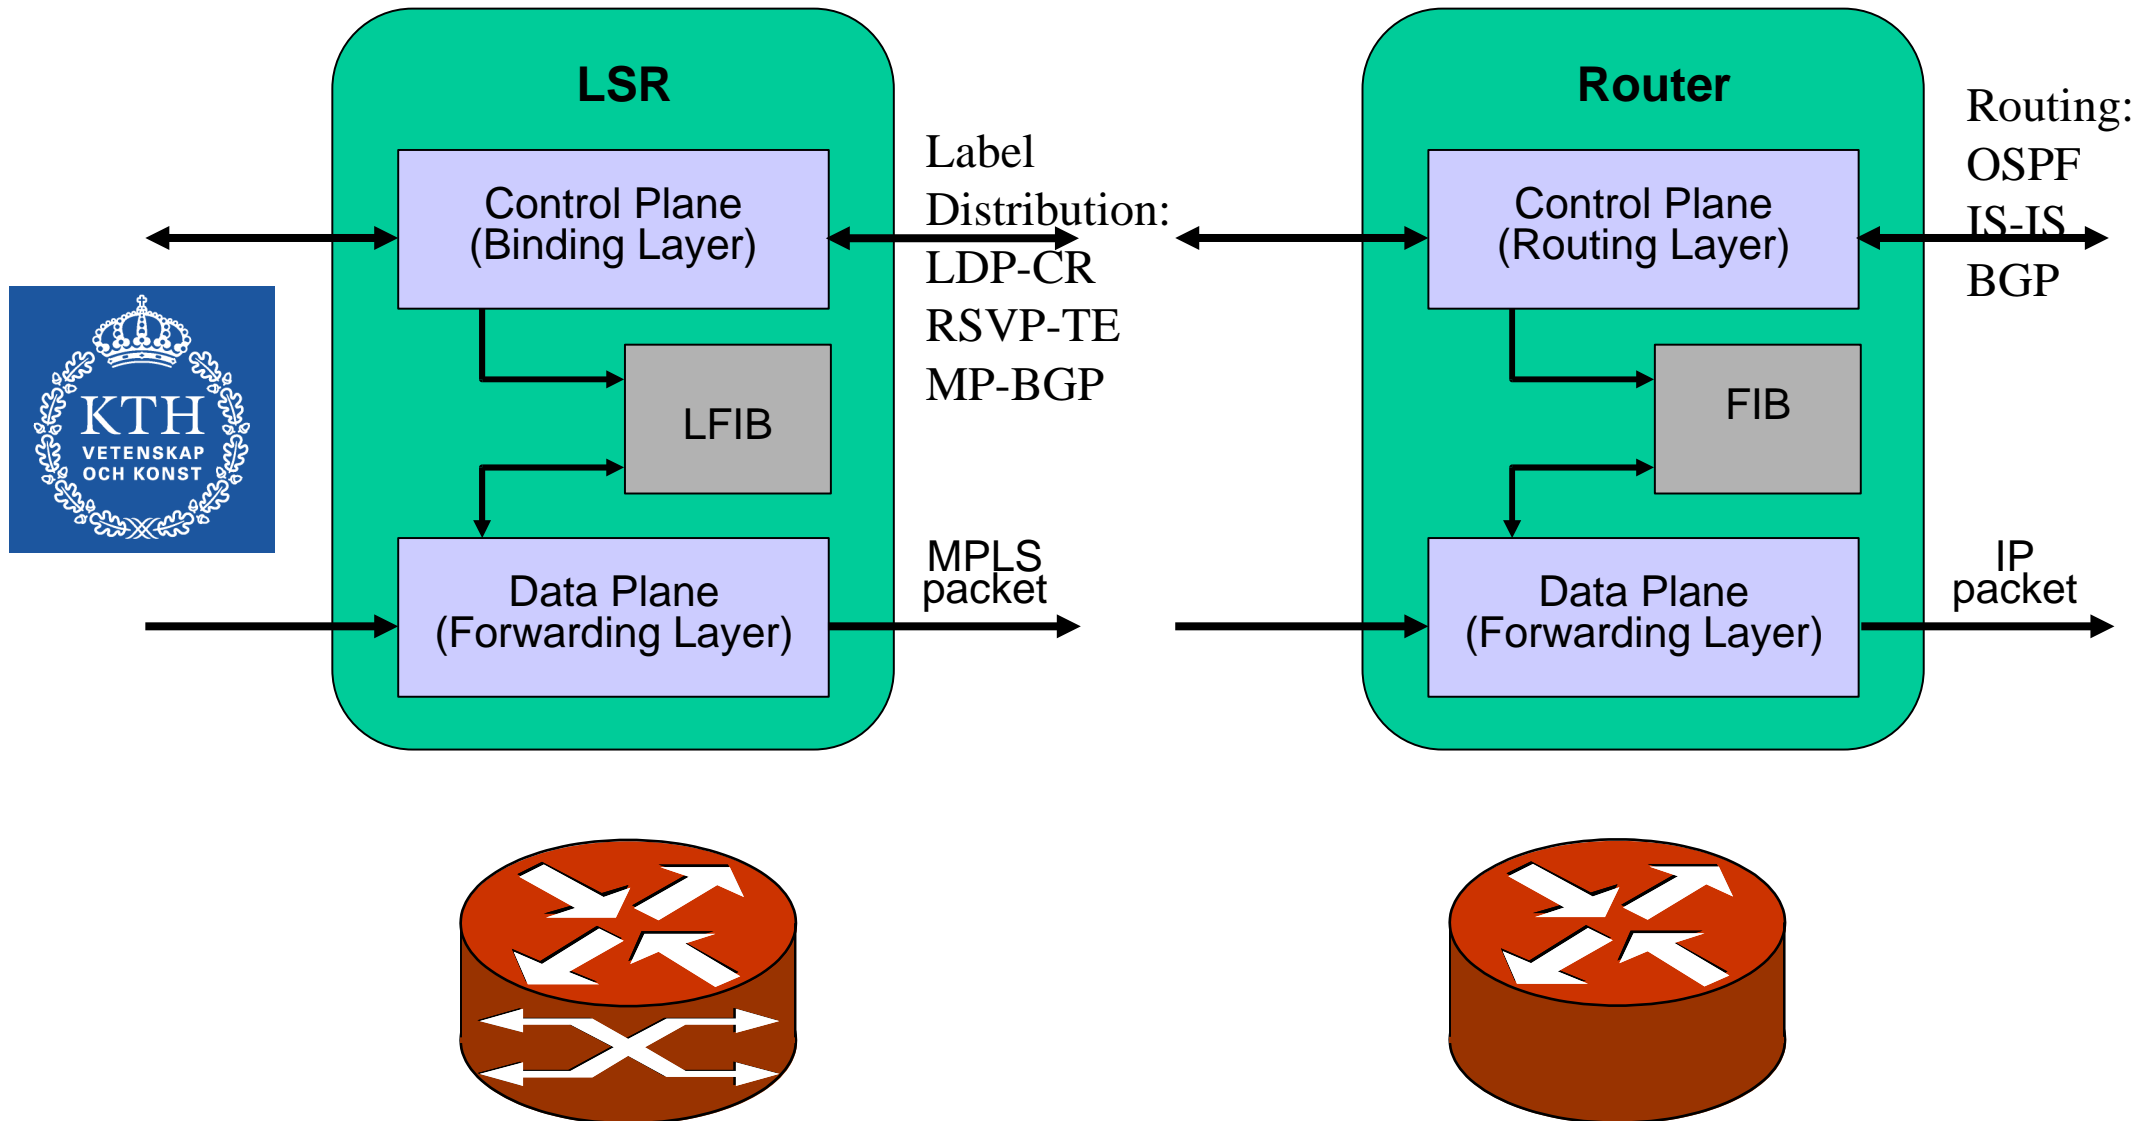 LSR
Control Plane
(Binding Layer)
LFIB
Data Plane
(Forwarding Layer)
Label
Distribution:
LDP-CR
RSVP-TE
MP-BGP
MPLS
packet
KTH
VETENSKAP
OCH KONST
Router
Control Plane
(Routing Layer)
FIB
Data Plane
(Forwarding Layer)
Routing:
OSPF
IS-IS
BGP
IP
packet